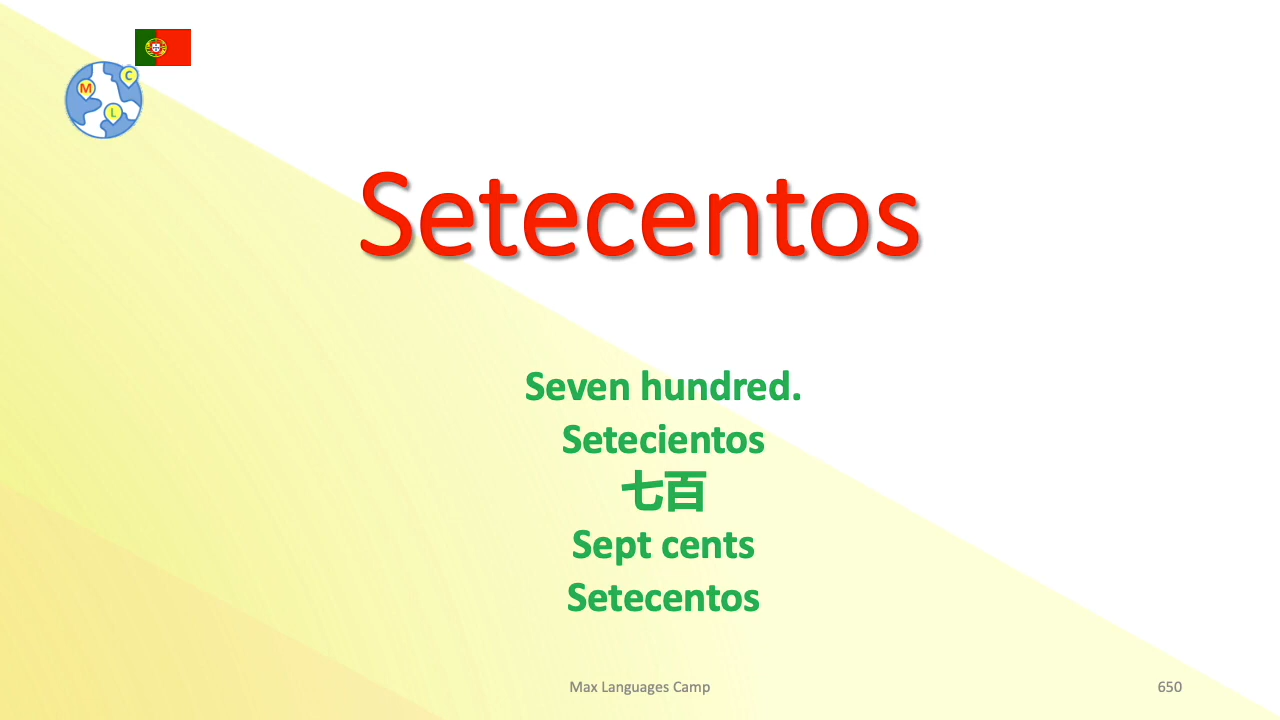 C
M
L
Setecentos
Seven hundred.
Setecientos
七百
Sept cents
Setecentos
Max Languages Camp
650